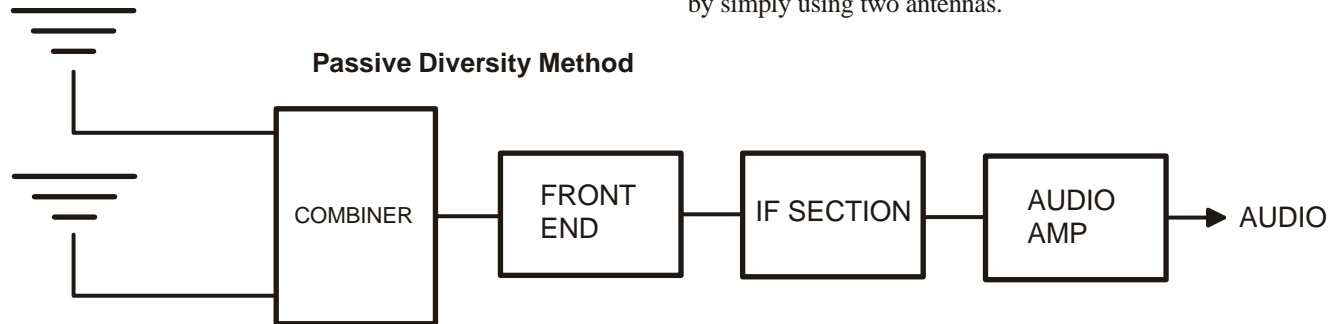 by simply using two antennas.
Passive Diversity Method
COMBINER
FRONT
END
IF SECTION
AUDIO
AMP
AUDIO